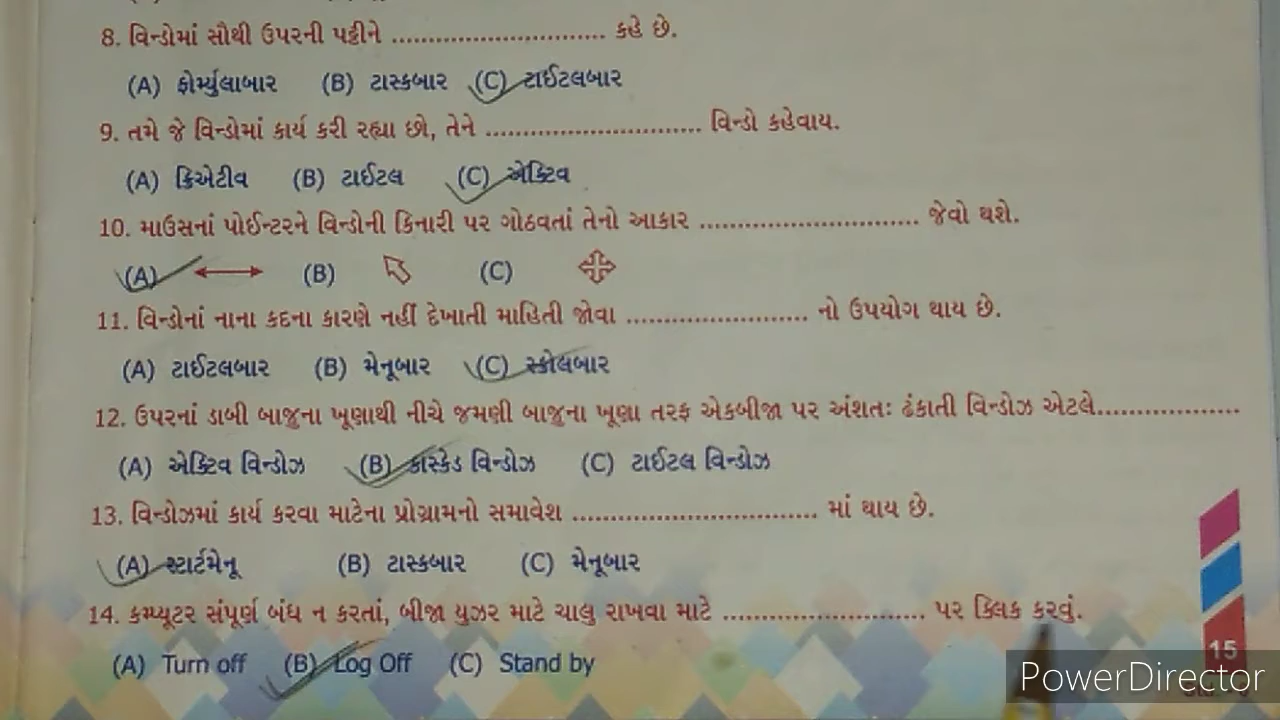 8. વિન્ડોમાં સૌથી ઉપરની પટ્ટીને ............................ કહે છે.
(A) ફોર્મ્યુલાબાર (B) ટાસ્કબાર (C) ટાઈટલબાર
9. તમે જે વિન્ડોમાં કાર્ય કરી રહ્યા છો, તેને ............................ વિન્ડો કહેવાય.
(A) ક્રિએટીવ (B) ટાઈટલ (C) એક્ટિવ
10. માઉસનાં પોઈન્ટરને વિન્ડોની કિનારી પર ગોઠવતાં તેનો આકાર ............................ જેવો થશે.
(A) (B) (C)
11. વિન્ડોનાં નાના કદના કારણે નહીં દેખાતી માહિતી જોવા ........................ નો ઉપયોગ થાય છે.
(A) ટાઈટલબાર (B) મેનૂબાર (C) સ્ક્રોલબાર
12. ઉપરનાં ડાબી બાજુના ખૂણાથી નીચે જમણી બાજુના ખૂણા તરફ એકબીજા પર અંશતઃ ઢંકાતી વિન્ડોઝ એટલે...................
(A) એક્ટિવ વિન્ડોઝ (B) કાસ્કેડ વિન્ડોઝ (C) ટાઈટલ વિન્ડોઝ
13. વિન્ડોઝમાં કાર્ય કરવા માટેના પ્રોગ્રામનો સમાવેશ ................................ માં થાય છે.
(A) સ્ટાર્ટમેનૂ (B) ટાસ્કબાર (C) મેનૂબાર
14. કમ્પ્યૂટર સંપૂર્ણ બંધ ન કરતાં, બીજા યુઝર માટે ચાલુ રાખવા માટે .......................... પર ક્લિક કરવું.
(A) Turn off (B) Log Off (C) Stand by
15
PowerDirector